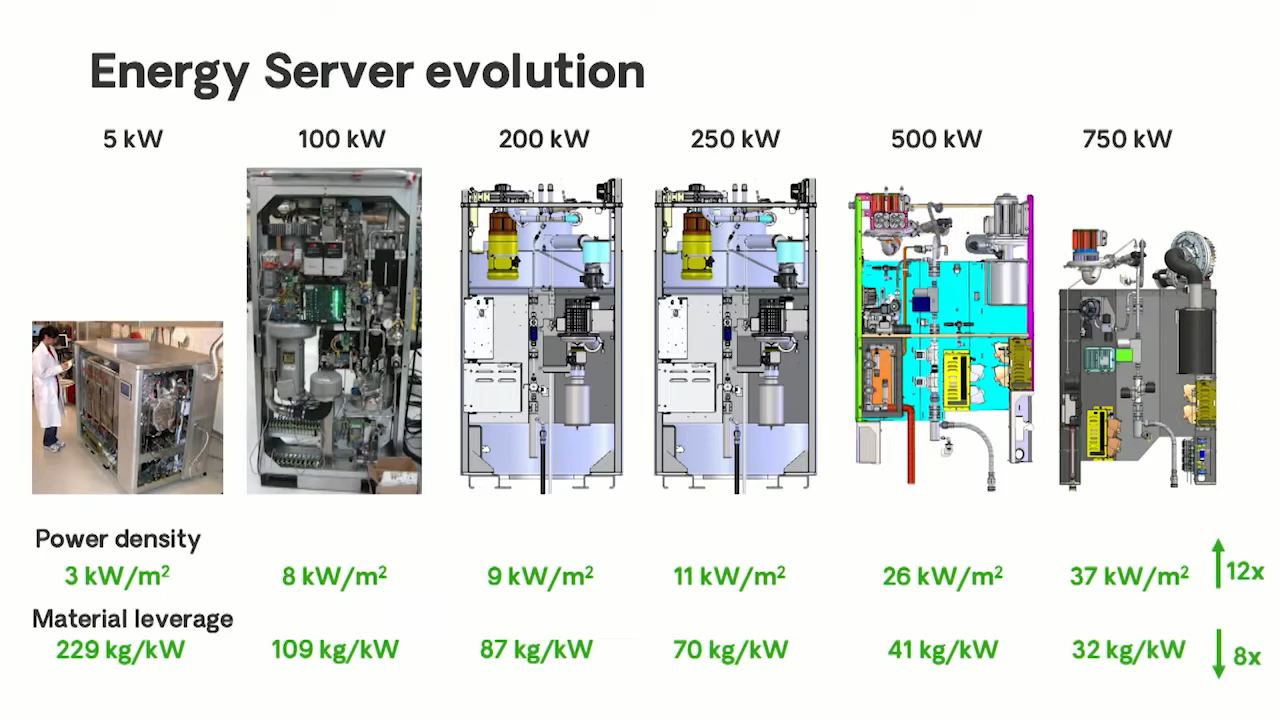 Energy Server evolution
5 kW 100 kW 200 kW 250 kW 500 kW 750 kW
Power density
3 kW/m² 8 kW/m² 9 kW/m² 11 kW/m² 26 kW/m² 37 kW/m² 12x
Material leverage
229 kg/kW 109 kg/kW 87 kg/kW 70 kg/kW 41 kg/kW 32 kg/kW 8x